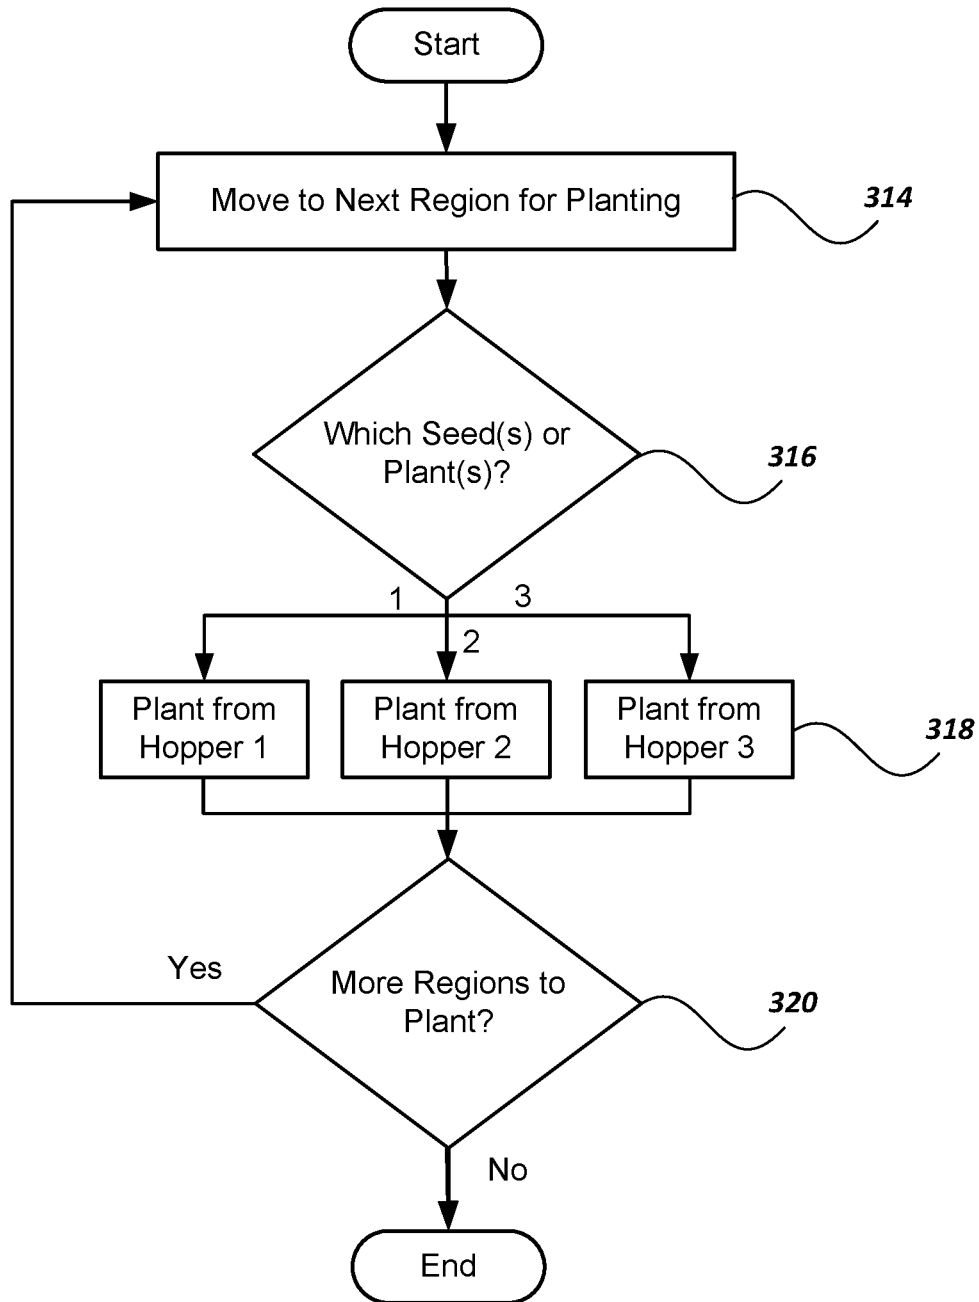 Start
Move to Next Region for Planting
314
Which Seed(s) or
Plant(s)?
316
1
3
2
Plant from
Hopper 1
Plant from
Hopper 2
Plant from
Hopper 3
318
Yes
More Regions to
Plant?
320
No
End